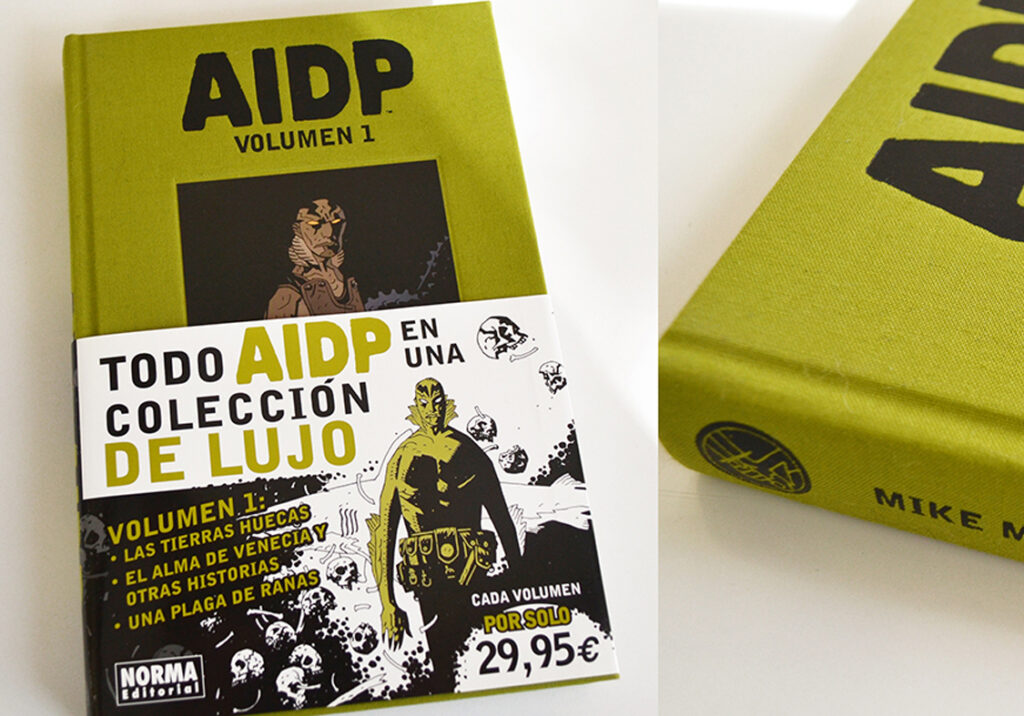 AIDP
VOLUMEN 1
TODO AIDP EN UNA
COLECCIÓN
DE LUJO
VOLUMEN 1:
• LAS TIERRAS HUECAS
• EL ALMA DE VENECIA Y
OTRAS HISTORIAS
• UNA PLAGA DE RANAS
CADA VOLUMEN
POR SOLO
29,95€
NORMA
Editorial
MIKE M